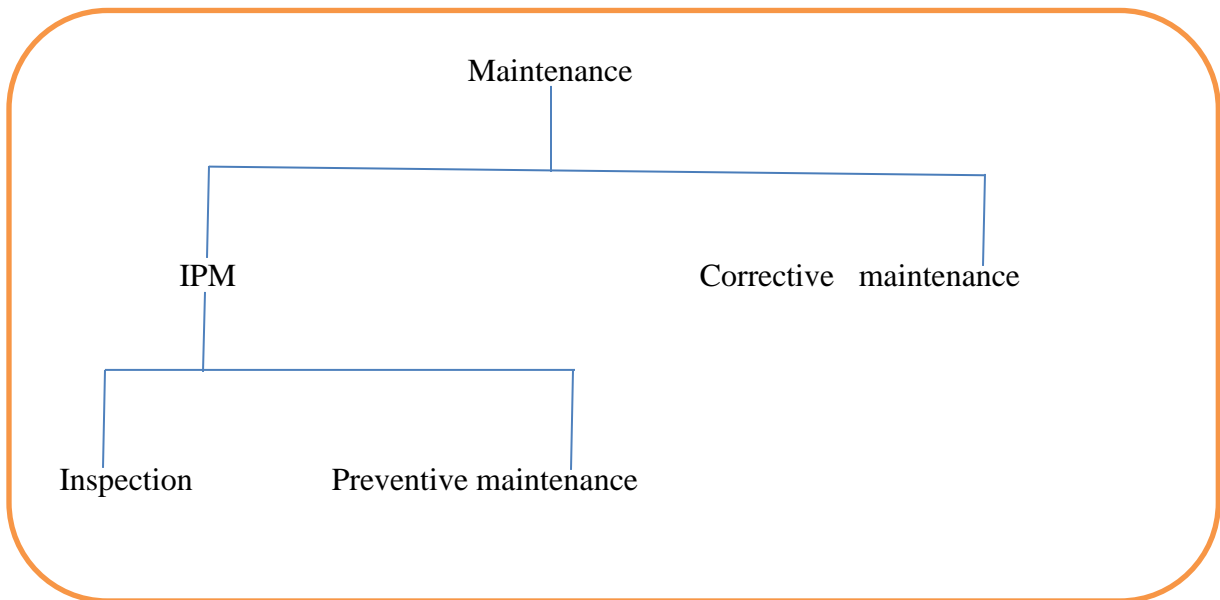 Maintenance
IPM
Corrective maintenance
Inspection
Preventive maintenance